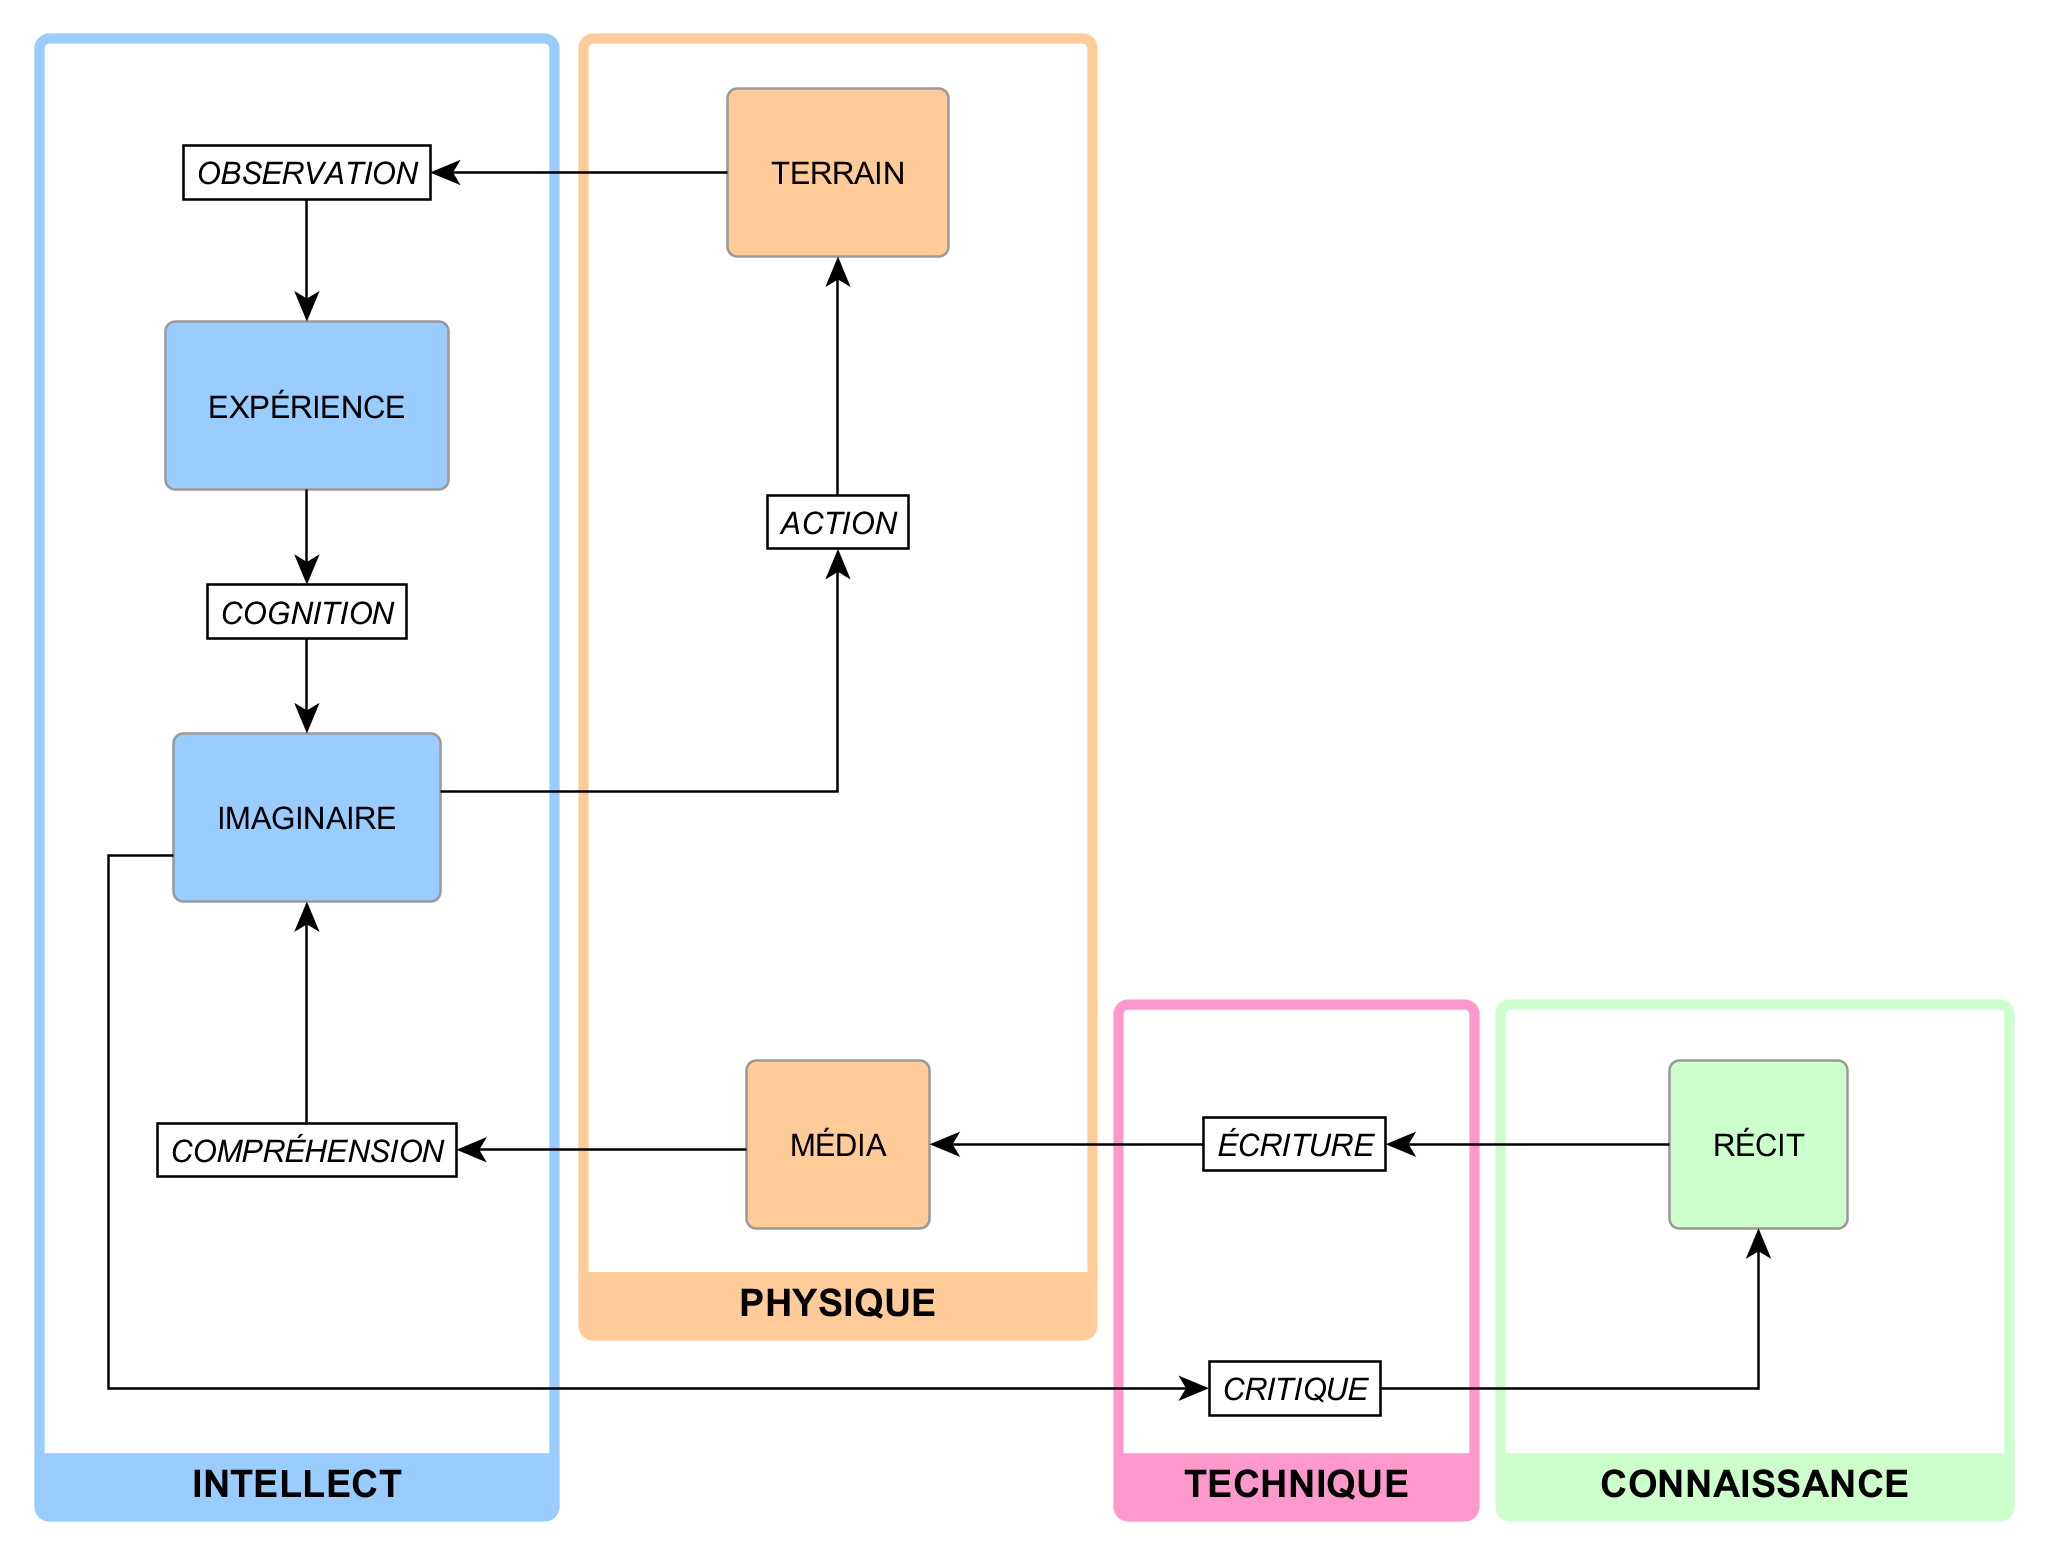 OBSERVATION
TERRAIN
EXPÉRIENCE
ACTION
COGNITION
IMAGINAIRE
COMPRÉHENSION
MÉDIA
ÉCRITURE
RÉCIT
PHYSIQUE
CRITIQUE
INTELLECT
TECHNIQUE
CONNAISSANCE